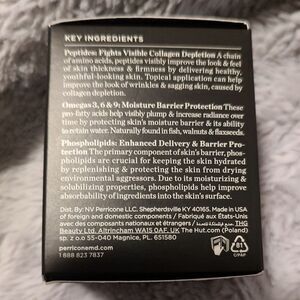 KEY INGREDIENTS
Peptides: Fights Visible Collagen Depletion A chain
of amino acids, peptides visibly improve the look & feel
of skin thickness & firmness by delivering healthy,
youthful-looking skin. Topical application can help
improve the look of wrinkles & sagging skin, caused by
collagen depletion.
Omegas 3, 6 & 9: Moisture Barrier Protection These
pro-fatty acids help visibly plump & increase radiance over
time by protecting skin's moisture barrier & its ability
to retain water. Naturally found in fish, walnuts & flaxseeds.
Phospholipids: Enhanced Delivery & Barrier Pro-
tection The primary component of skin's barrier, phos-
pholipids are crucial for keeping the skin hydrated
by replenishing & protecting the skin from drying
environmental aggressors. Due to its moisturizing &
solubilizing properties, phospholipids help improve
absorbability of ingredients into the skin's surface.
Dist. By: NV Perricone LLC, Shepherdsville KY 40165. Made in USA
of foreign and domestic components / Fabriqué aux États-Unis
avec des composants nationaux et étrangers / THG
Beauty Ltd. Altrincham WA15 0AF, UK The Hut.com (Poland)
sp. z o.o 55-040 Magnice, PL 651580
perriconemd.com
1 888 823 7837
81
C/PAP